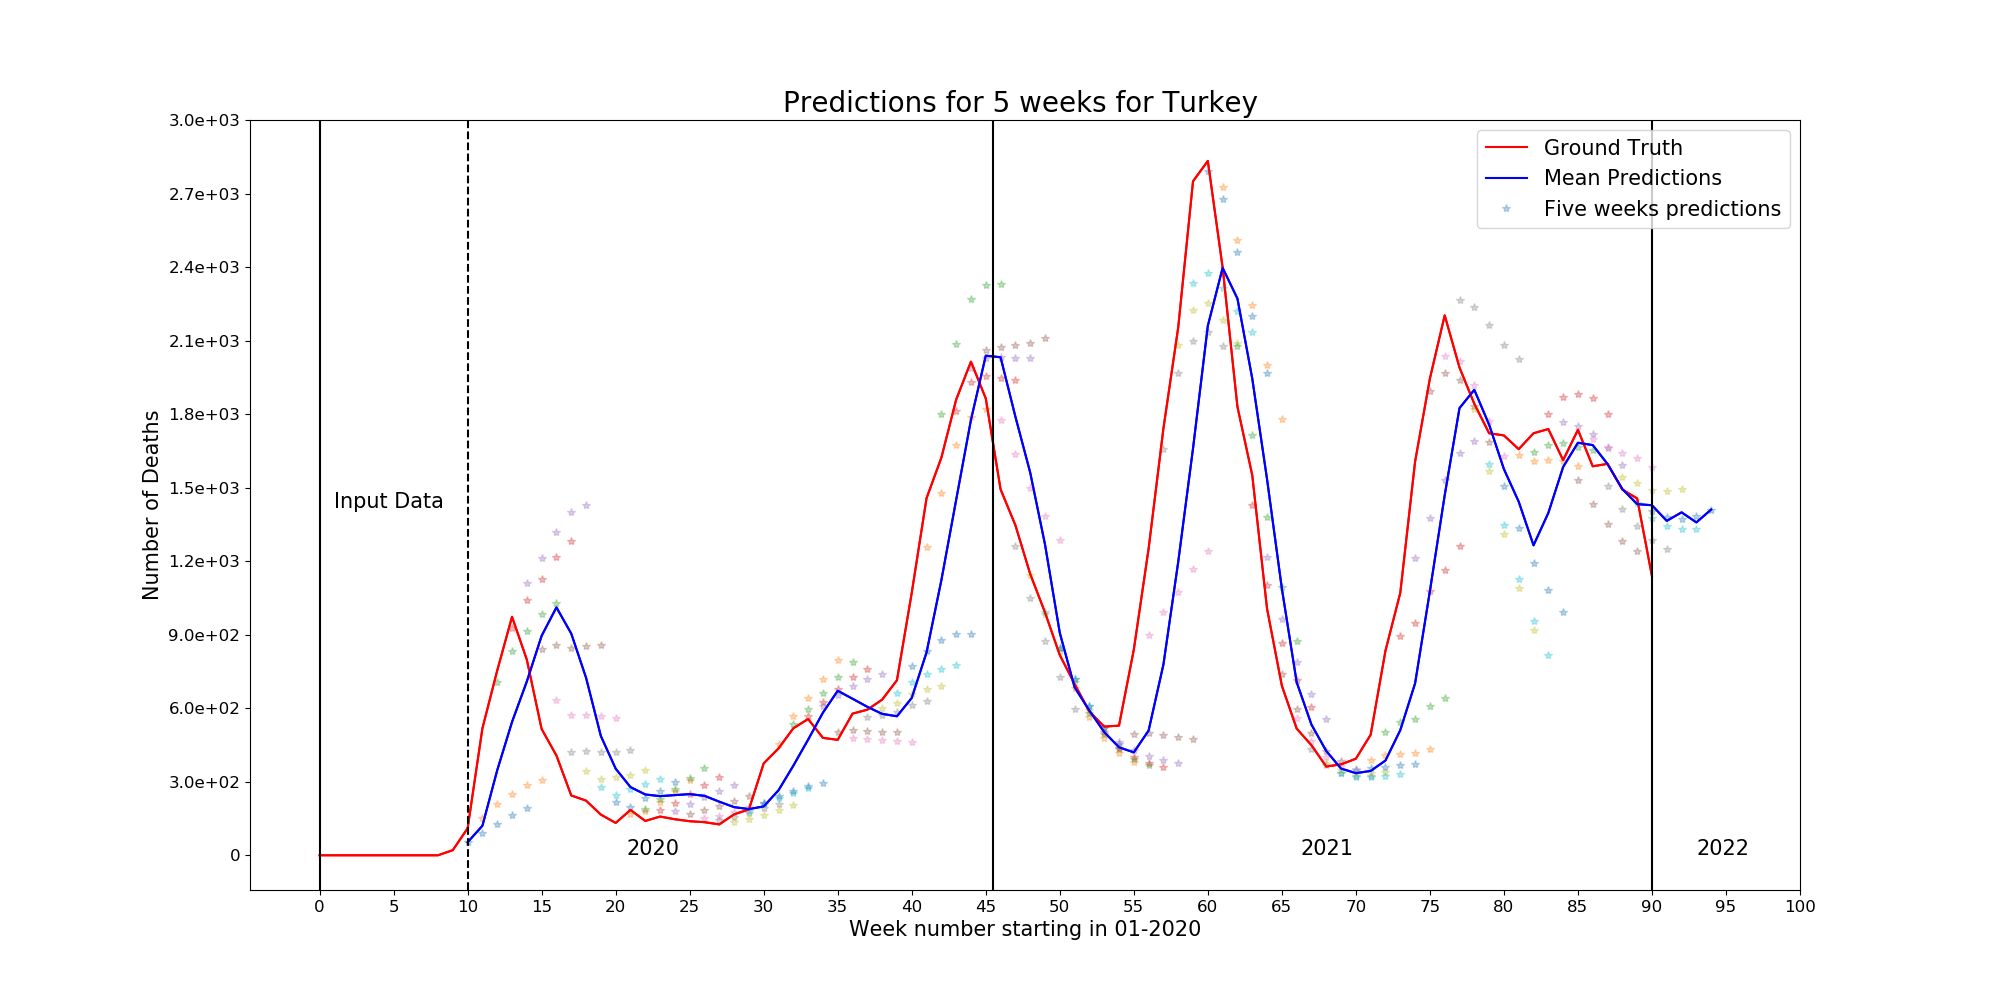 Predictions for 5 weeks for Turkey
3.0e+03
2.7e+03
2.4e+03
2.1e+03
1.8e+03
1.5e+03
1.2e+03
9.0e+02
6.0e+02
3.0e+02
0
Number of Deaths
Ground Truth
Mean Predictions
Five weeks predictions
Input Data
2020 2021 2022
0 5 10 15 20 25 30 35 40 45 50 55 60 65 70 75 80 85 90 95 100
Week number starting in 01-2020